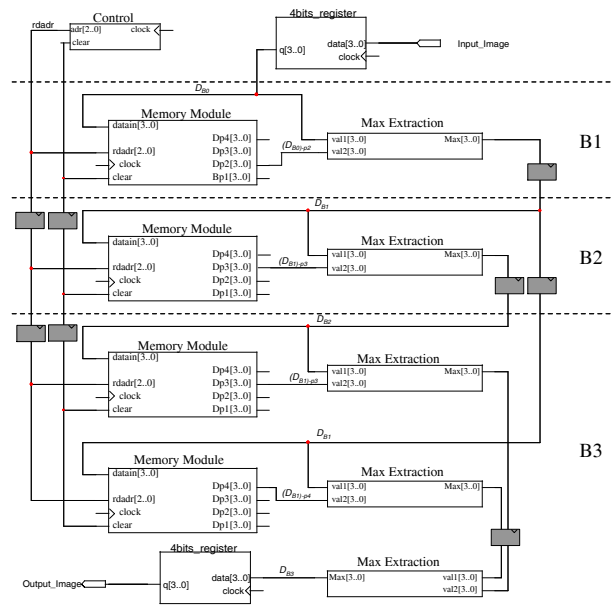 rdadr
Control
adr[2..0]
clock
clear
4bits_register
q[3..0]
data[3..0]
clock
Input_Image
D_B0
Memory Module
datain[3..0]
Dp4[3..0]
rdadr[2..0]
Dp3[3..0]
clock
Dp2[3..0]
clear
Bp1[3..0]
(D_B0)-p2
Max Extraction
val1[3..0]
Max[3..0]
val2[3..0]
B1
D_B1
Memory Module
datain[3..0]
Dp4[3..0]
rdadr[2..0]
Dp3[3..0]
clock
Dp2[3..0]
clear
Dp1[3..0]
(D_B1)-p3
Max Extraction
val1[3..0]
Max[3..0]
val2[3..0]
B2
D_B2
Memory Module
datain[3..0]
Dp4[3..0]
rdadr[2..0]
Dp3[3..0]
clock
Dp2[3..0]
clear
Dp1[3..0]
(D_B1)-p3
Max Extraction
val1[3..0]
Max[3..0]
val2[3..0]
B3
D_B1
Memory Module
datain[3..0]
Dp4[3..0]
rdadr[2..0]
Dp3[3..0]
clock
Dp2[3..0]
clear
Dp1[3..0]
(D_B1)-p4
Max Extraction
val1[3..0]
Max[3..0]
val2[3..0]
4bits_register
Output_Image
q[3..0]
data[3..0]
clock
D_B3
Max Extraction
Max[3..0]
val1[3..0]
val2[3..0]